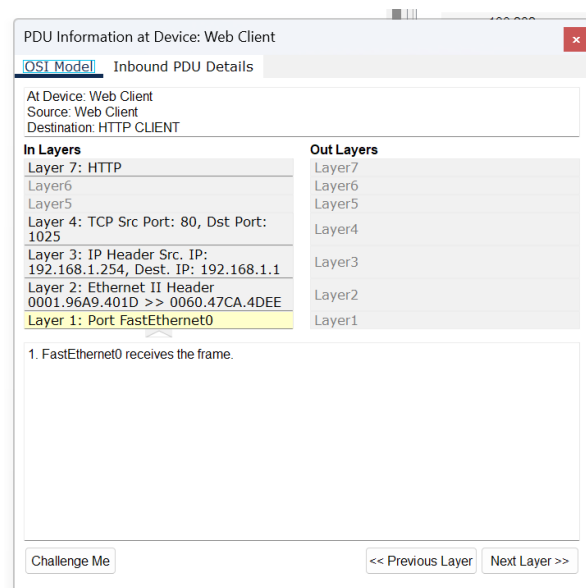 PDU Information at Device: Web Client
OSI Model Inbound PDU Details
At Device: Web Client
Source: Web Client
Destination: HTTP CLIENT
In Layers
Out Layers
Layer 7: HTTP
Layer7
Layer6
Layer6
Layer5
Layer5
Layer 4: TCP Src Port: 80, Dst Port:
1025
Layer4
Layer 3: IP Header Src. IP:
192.168.1.254, Dest. IP: 192.168.1.1
Layer3
Layer 2: Ethernet II Header
0001.96A9.401D >> 0060.47CA.4DEE
Layer2
Layer 1: Port FastEthernet0
Layer1
1. FastEthernet0 receives the frame.
Challenge Me
<< Previous Layer
Next Layer >>